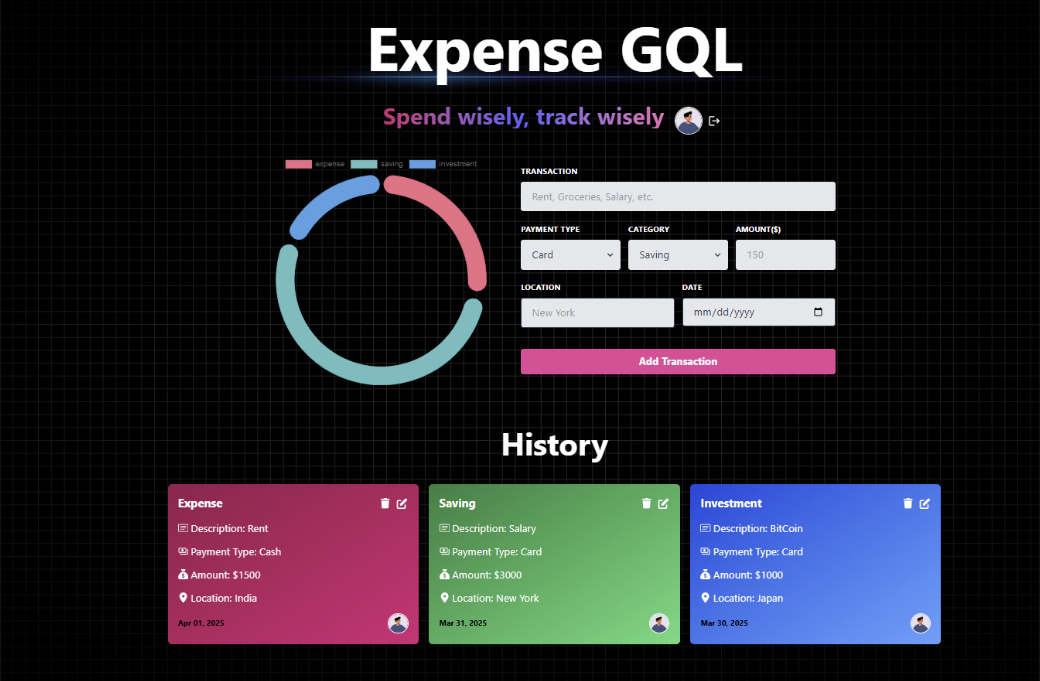 Expense GQL
Spend wisely, track wisely
expense saving investment
TRANSACTION
Rent, Groceries, Salary, etc.
PAYMENT TYPE CATEGORY AMOUNT($)
Card Saving 150
LOCATION DATE
New York mm/dd/yyyy
Add Transaction
History
Expense
Description: Rent
Payment Type: Cash
Amount: $1500
Location: India
Apr 01, 2025
Saving
Description: Salary
Payment Type: Card
Amount: $3000
Location: New York
Mar 31, 2025
Investment
Description: BitCoin
Payment Type: Card
Amount: $1000
Location: Japan
Mar 30, 2025